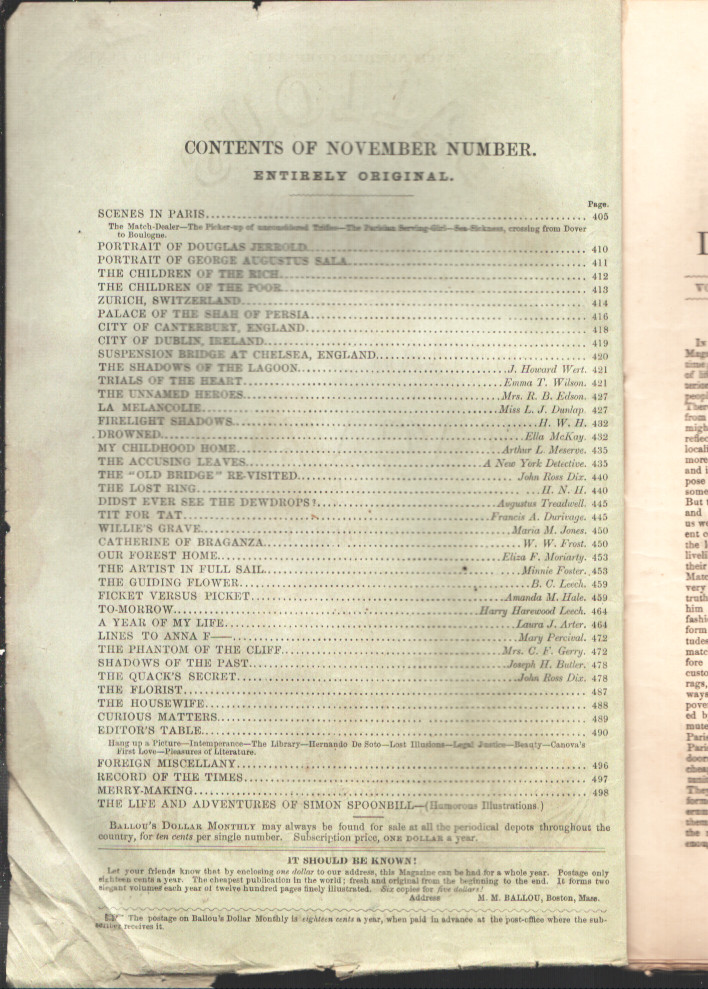 CONTENTS OF NOVEMBER NUMBER.
ENTIRELY ORIGINAL.
Page.
SCENES IN PARIS........ 405
The Match-Dealer—The Picker-up of unconsidered Trifles—The Parisian Serving-Girl—Sea-Sickness, crossing from Dover
to Boulogne.
PORTRAIT OF DOUGLAS JERROLD........ 410
PORTRAIT OF GEORGE AUGUSTUS SALA........ 411
THE CHILDREN OF THE RICH........ 412
THE CHILDREN OF THE POOR........ 413
ZURICH, SWITZERLAND........ 414
PALACE OF THE SHAH OF PERSIA........ 416
CITY OF CANTERBURY, ENGLAND........ 418
CITY OF DUBLIN, IRELAND........ 419
SUSPENSION BRIDGE AT CHELSEA, ENGLAND........ 420
THE SHADOWS OF THE LAGOON........J. Howard Wert. 421
TRIALS OF THE HEART........Emma T. Wilson. 421
THE UNNAMED HEROES........Mrs. R. B. Edson. 427
LA MELANCOLIE........Miss L. J. Dunlap. 427
FIRELIGHT SHADOWS........H. W. H. 432
DROWNED........Ella McKay. 432
MY CHILDHOOD HOME........Arthur L. Meserve. 435
THE ACCUSING LEAVES........A New York Detective. 435
THE "OLD BRIDGE" RE-VISITED........John Ross Dix. 440
THE LOST RING........H. N. H. 440
DIDST EVER SEE THE DEWDROPS?........Augustus Treadwell. 445
TIT FOR TAT........Francis A. Durivage. 445
WILLIE'S GRAVE........Maria M. Jones. 450
CATHERINE OF BRAGANZA........W. W. Frost. 450
OUR FOREST HOME........Eliza F. Moriarty. 453
THE ARTIST IN FULL SAIL........Minnie Foster. 453
THE GUIDING FLOWER........B. C. Leech. 459
FICKET VERSUS PICKET........Amanda M. Hale. 459
TO-MORROW........Harry Harewood Leech. 464
A YEAR OF MY LIFE........Laura J. Arter. 464
LINES TO ANNA F——........Mary Percival. 472
THE PHANTOM OF THE CLIFF........Mrs. C. F. Gerry. 472
SHADOWS OF THE PAST........Joseph H. Butler. 478
THE QUACK'S SECRET........John Ross Dix. 478
THE FLORIST........ 487
THE HOUSEWIFE........ 488
CURIOUS MATTERS........ 489
EDITOR'S TABLE........ 490
Hang up a Picture—Intemperance—The Library—Hernando De Soto—Lost Illusions—Legal Justice—Beauty—Canova's
First Love—Pleasures of Literature.
FOREIGN MISCELLANY........ 496
RECORD OF THE TIMES........ 497
MERRY-MAKING........ 498
THE LIFE AND ADVENTURES OF SIMON SPOONBILL—(Humorous Illustrations.)
BALLOU'S DOLLAR MONTHLY may always be found for sale at all the periodical depots throughout the
country, for ten cents per single number. Subscription price, ONE DOLLAR a year.
IT SHOULD BE KNOWN!
Let your friends know that by enclosing one dollar to our address, this Magazine can be had for a whole year. Postage only
eighteen cents a year. The cheapest publication in the world; fresh and original from the beginning to the end. It forms two
elegant volumes each year of twelve hundred pages finely illustrated. Six copies for five dollars!
Address M. M. BALLOU, Boston, Mass.
The postage on Ballou's Dollar Monthly is eighteen cents a year, when paid in advance at the post-office where the sub-
scriber receives it.